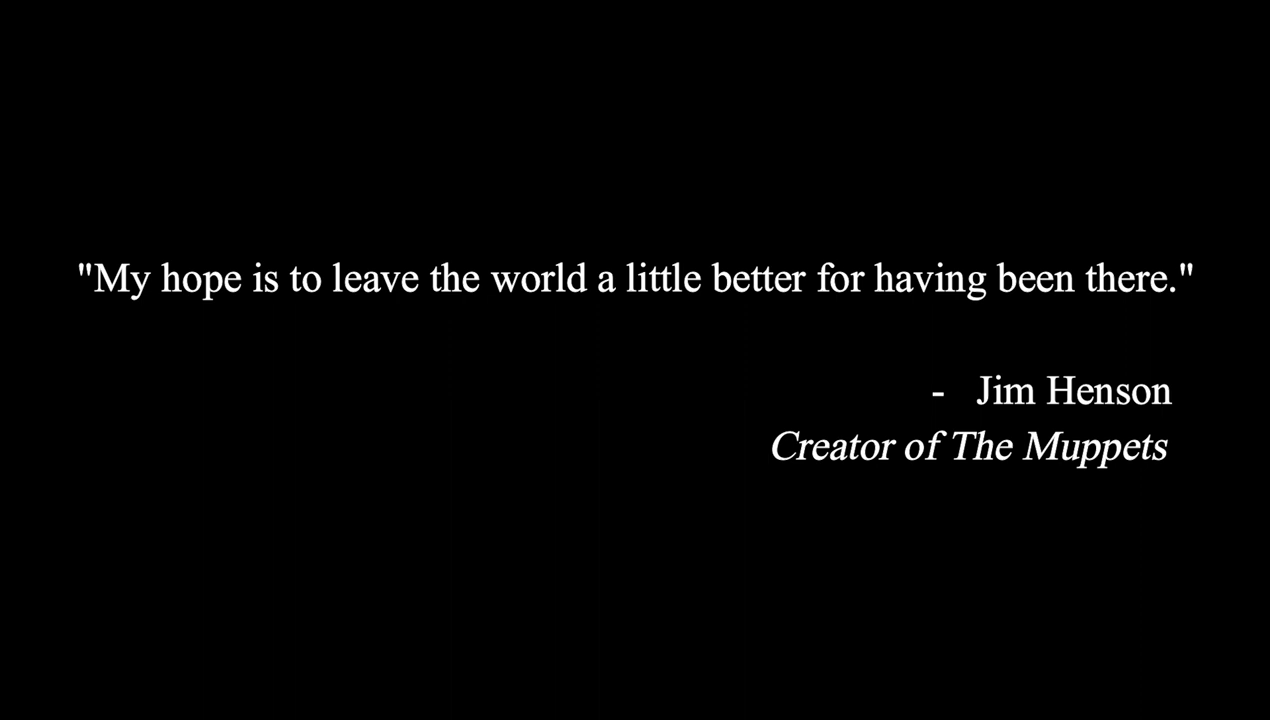 "My hope is to leave the world a little better for having been there."
- Jim Henson
Creator of The Muppets